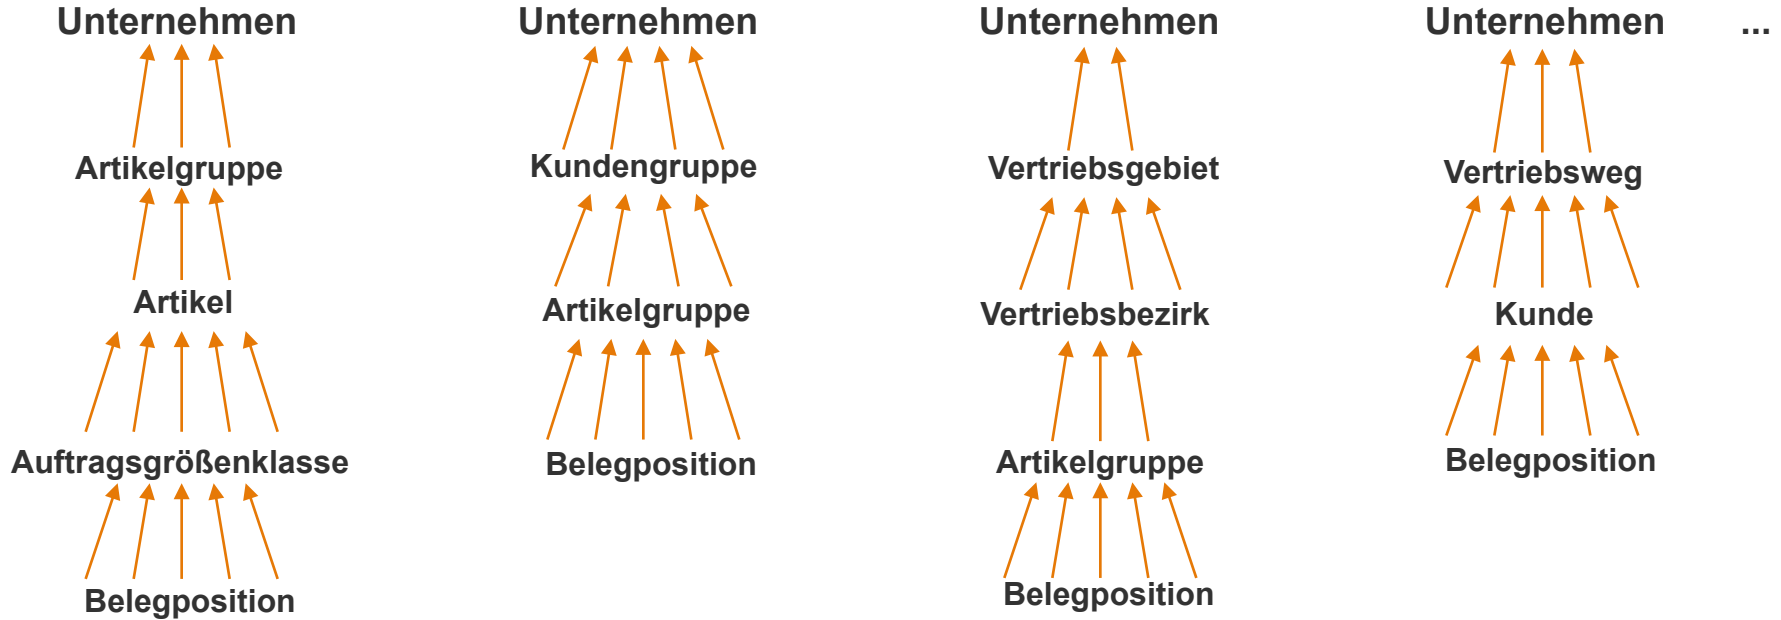 Unternehmen
Artikelgruppe
Artikel
Auftragsgrößenklasse
Belegposition
Unternehmen
Kundengruppe
Artikelgruppe
Belegposition
Unternehmen
Vertriebsgebiet
Vertriebsbezirk
Artikelgruppe
Belegposition
Unternehmen
Vertriebsweg
Kunde
Belegposition
...